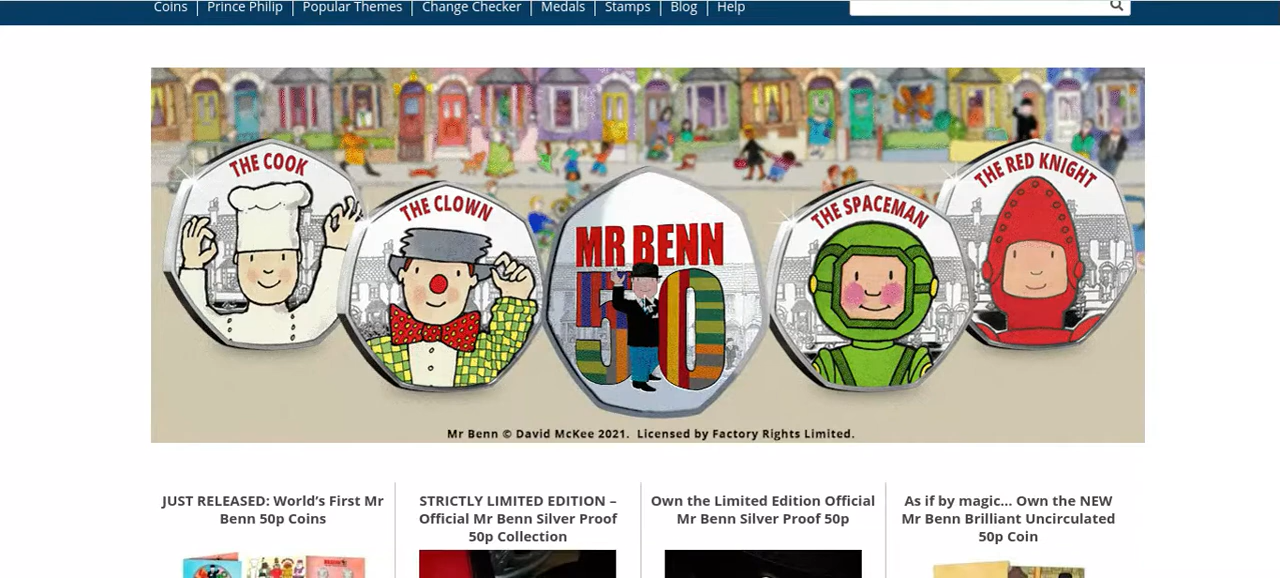 Coins | Prince Philip | Popular Themes | Change Checker | Medals | Stamps | Blog | Help
THE COOK
THE CLOWN
MR BENN
50
THE SPACEMAN
THE RED KNIGHT
Mr Benn © David McKee 2021. Licensed by Factory Rights Limited.
JUST RELEASED: World's First Mr
Benn 50p Coins
STRICTLY LIMITED EDITION –
Official Mr Benn Silver Proof
50p Collection
Own the Limited Edition Official
Mr Benn Silver Proof 50p
As if by magic... Own the NEW
Mr Benn Brilliant Uncirculated
50p Coin